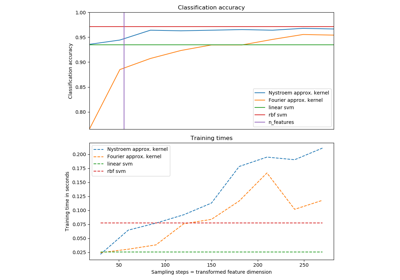 Classification accuracy
1.00
0.95
0.90
0.85
0.80
Classification accuracy
Nystroem approx. kernel
Fourier approx. kernel
linear svm
rbf svm
n_features
Training times
0.200
0.175
0.150
0.125
0.100
0.075
0.050
0.025
Training time in seconds
Nystroem approx. kernel
Fourier approx. kernel
linear svm
rbf svm
50 100 150 200 250
Sampling steps = transformed feature dimension